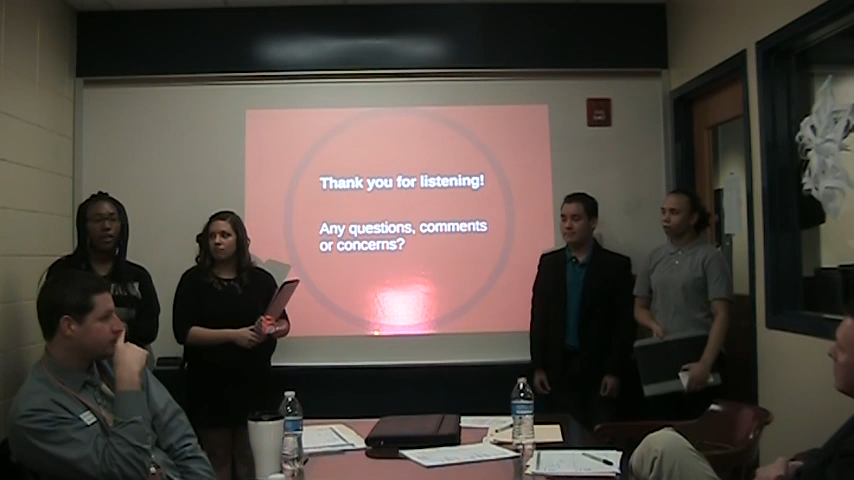 Thank you for listening!
Any questions, comments
or concerns?